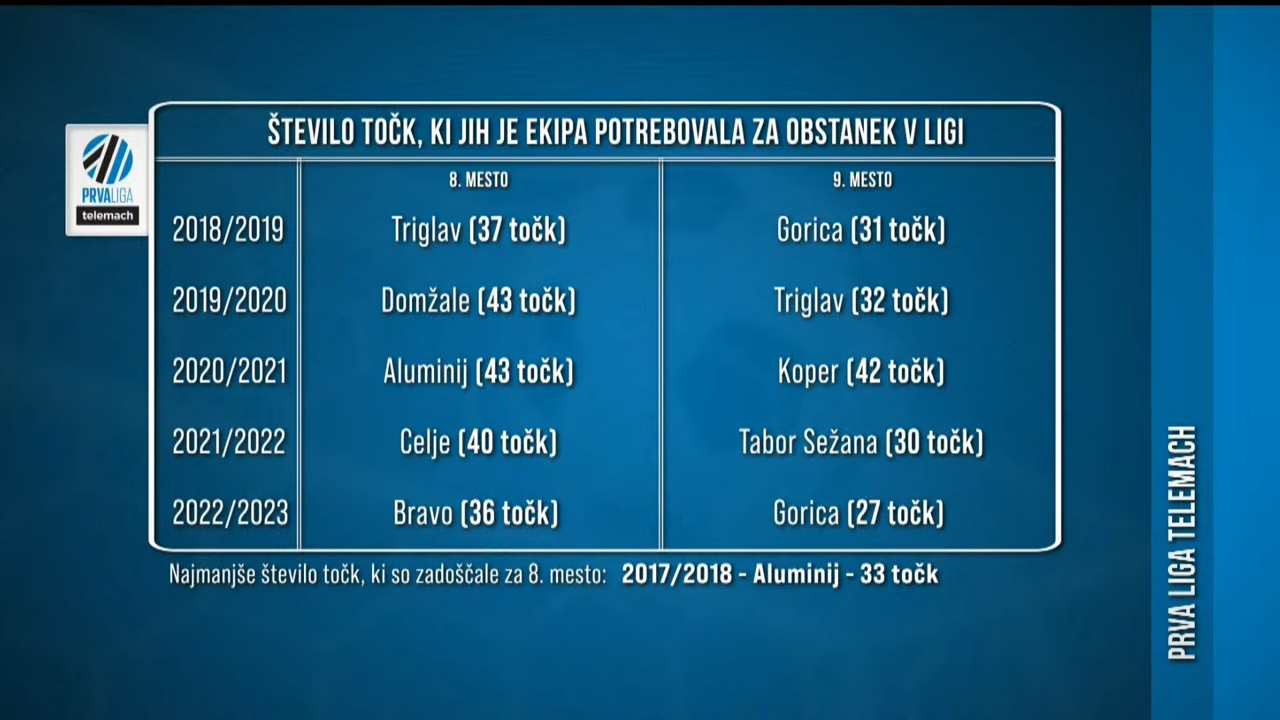 ŠTEVILO TOČK, KI JIH JE EKIPA POTREBOVALA ZA OBSTANEK V LIGI
PRVALIGA
telemach
8. MESTO 9. MESTO
2018/2019 Triglav (37 točk) Gorica (31 točk)
2019/2020 Domžale (43 točk) Triglav (32 točk)
2020/2021 Aluminij (43 točk) Koper (42 točk)
2021/2022 Celje (40 točk) Tabor Sežana (30 točk)
2022/2023 Bravo (36 točk) Gorica (27 točk)
Najmanjše število točk, ki so zadoščale za 8. mesto: 2017/2018 - Aluminij - 33 točk
PRVA LIGA TELEMACH